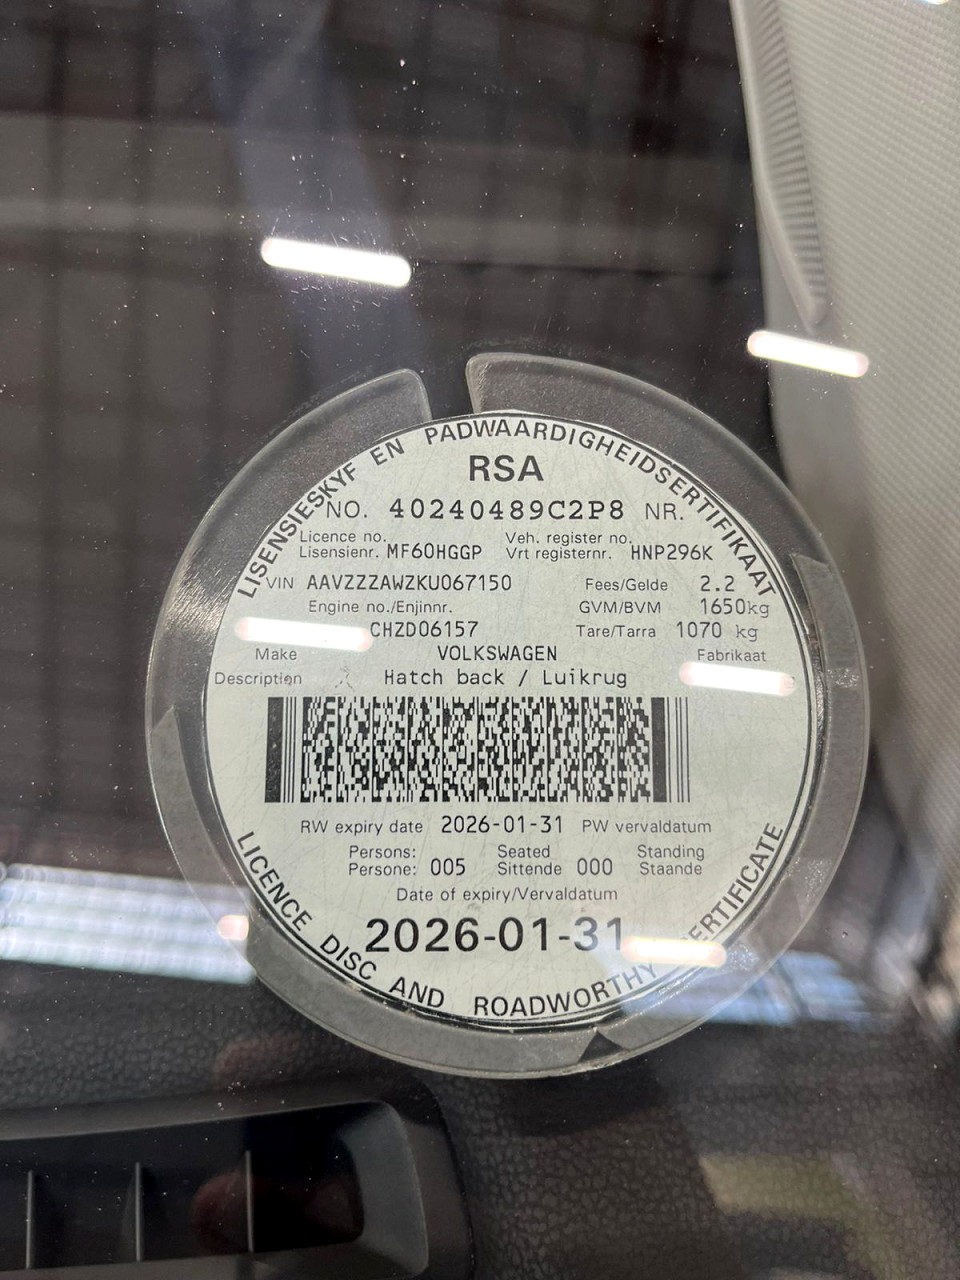 LISENSIESKYF EN PADWAARDIGHEIDSERTIFIKAAT
RSA
NO. 40240489C2P8 NR.
Licence no. Veh. register no.
Lisensienr. MF60HGGP Vrt registernr. HNP296K
VIN AAVZZZAWZKU067150 Fees/Gelde 2.2
Engine no./Enjinnr. GVM/BVM 1650kg
CHZD06157 Tare/Tarra 1070 kg
Make VOLKSWAGEN Fabrikaat
Description Hatch back / Luikrug
RW expiry date 2026-01-31 PW vervaldatum
Persons: Seated Standing
Persone: 005 Sittende 000 Staande
Date of expiry/Vervaldatum
2026-01-31
LICENCE DISC AND ROADWORTHY CERTIFICATE